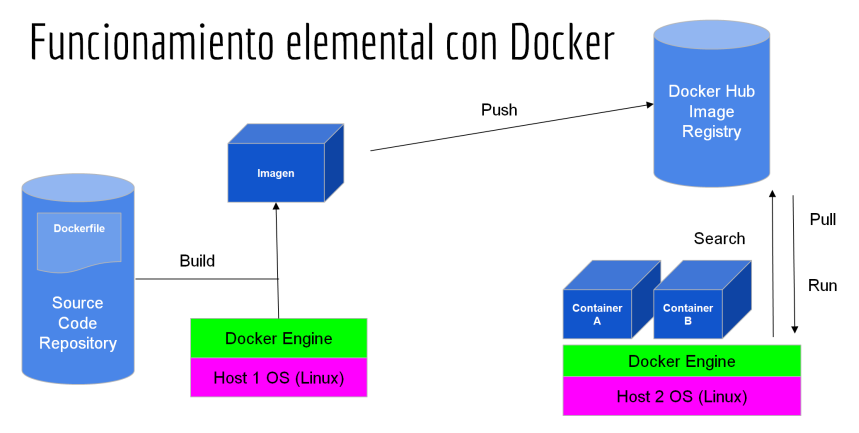 Funcionamiento elemental con Docker
Docker Hub
Image
Registry
Push
Imagen
Dockerfile
Source
Code
Repository
Build
Docker Engine
Host 1 OS (Linux)
Search
Pull
Run
Container
A
Container
B
Docker Engine
Host 2 OS (Linux)